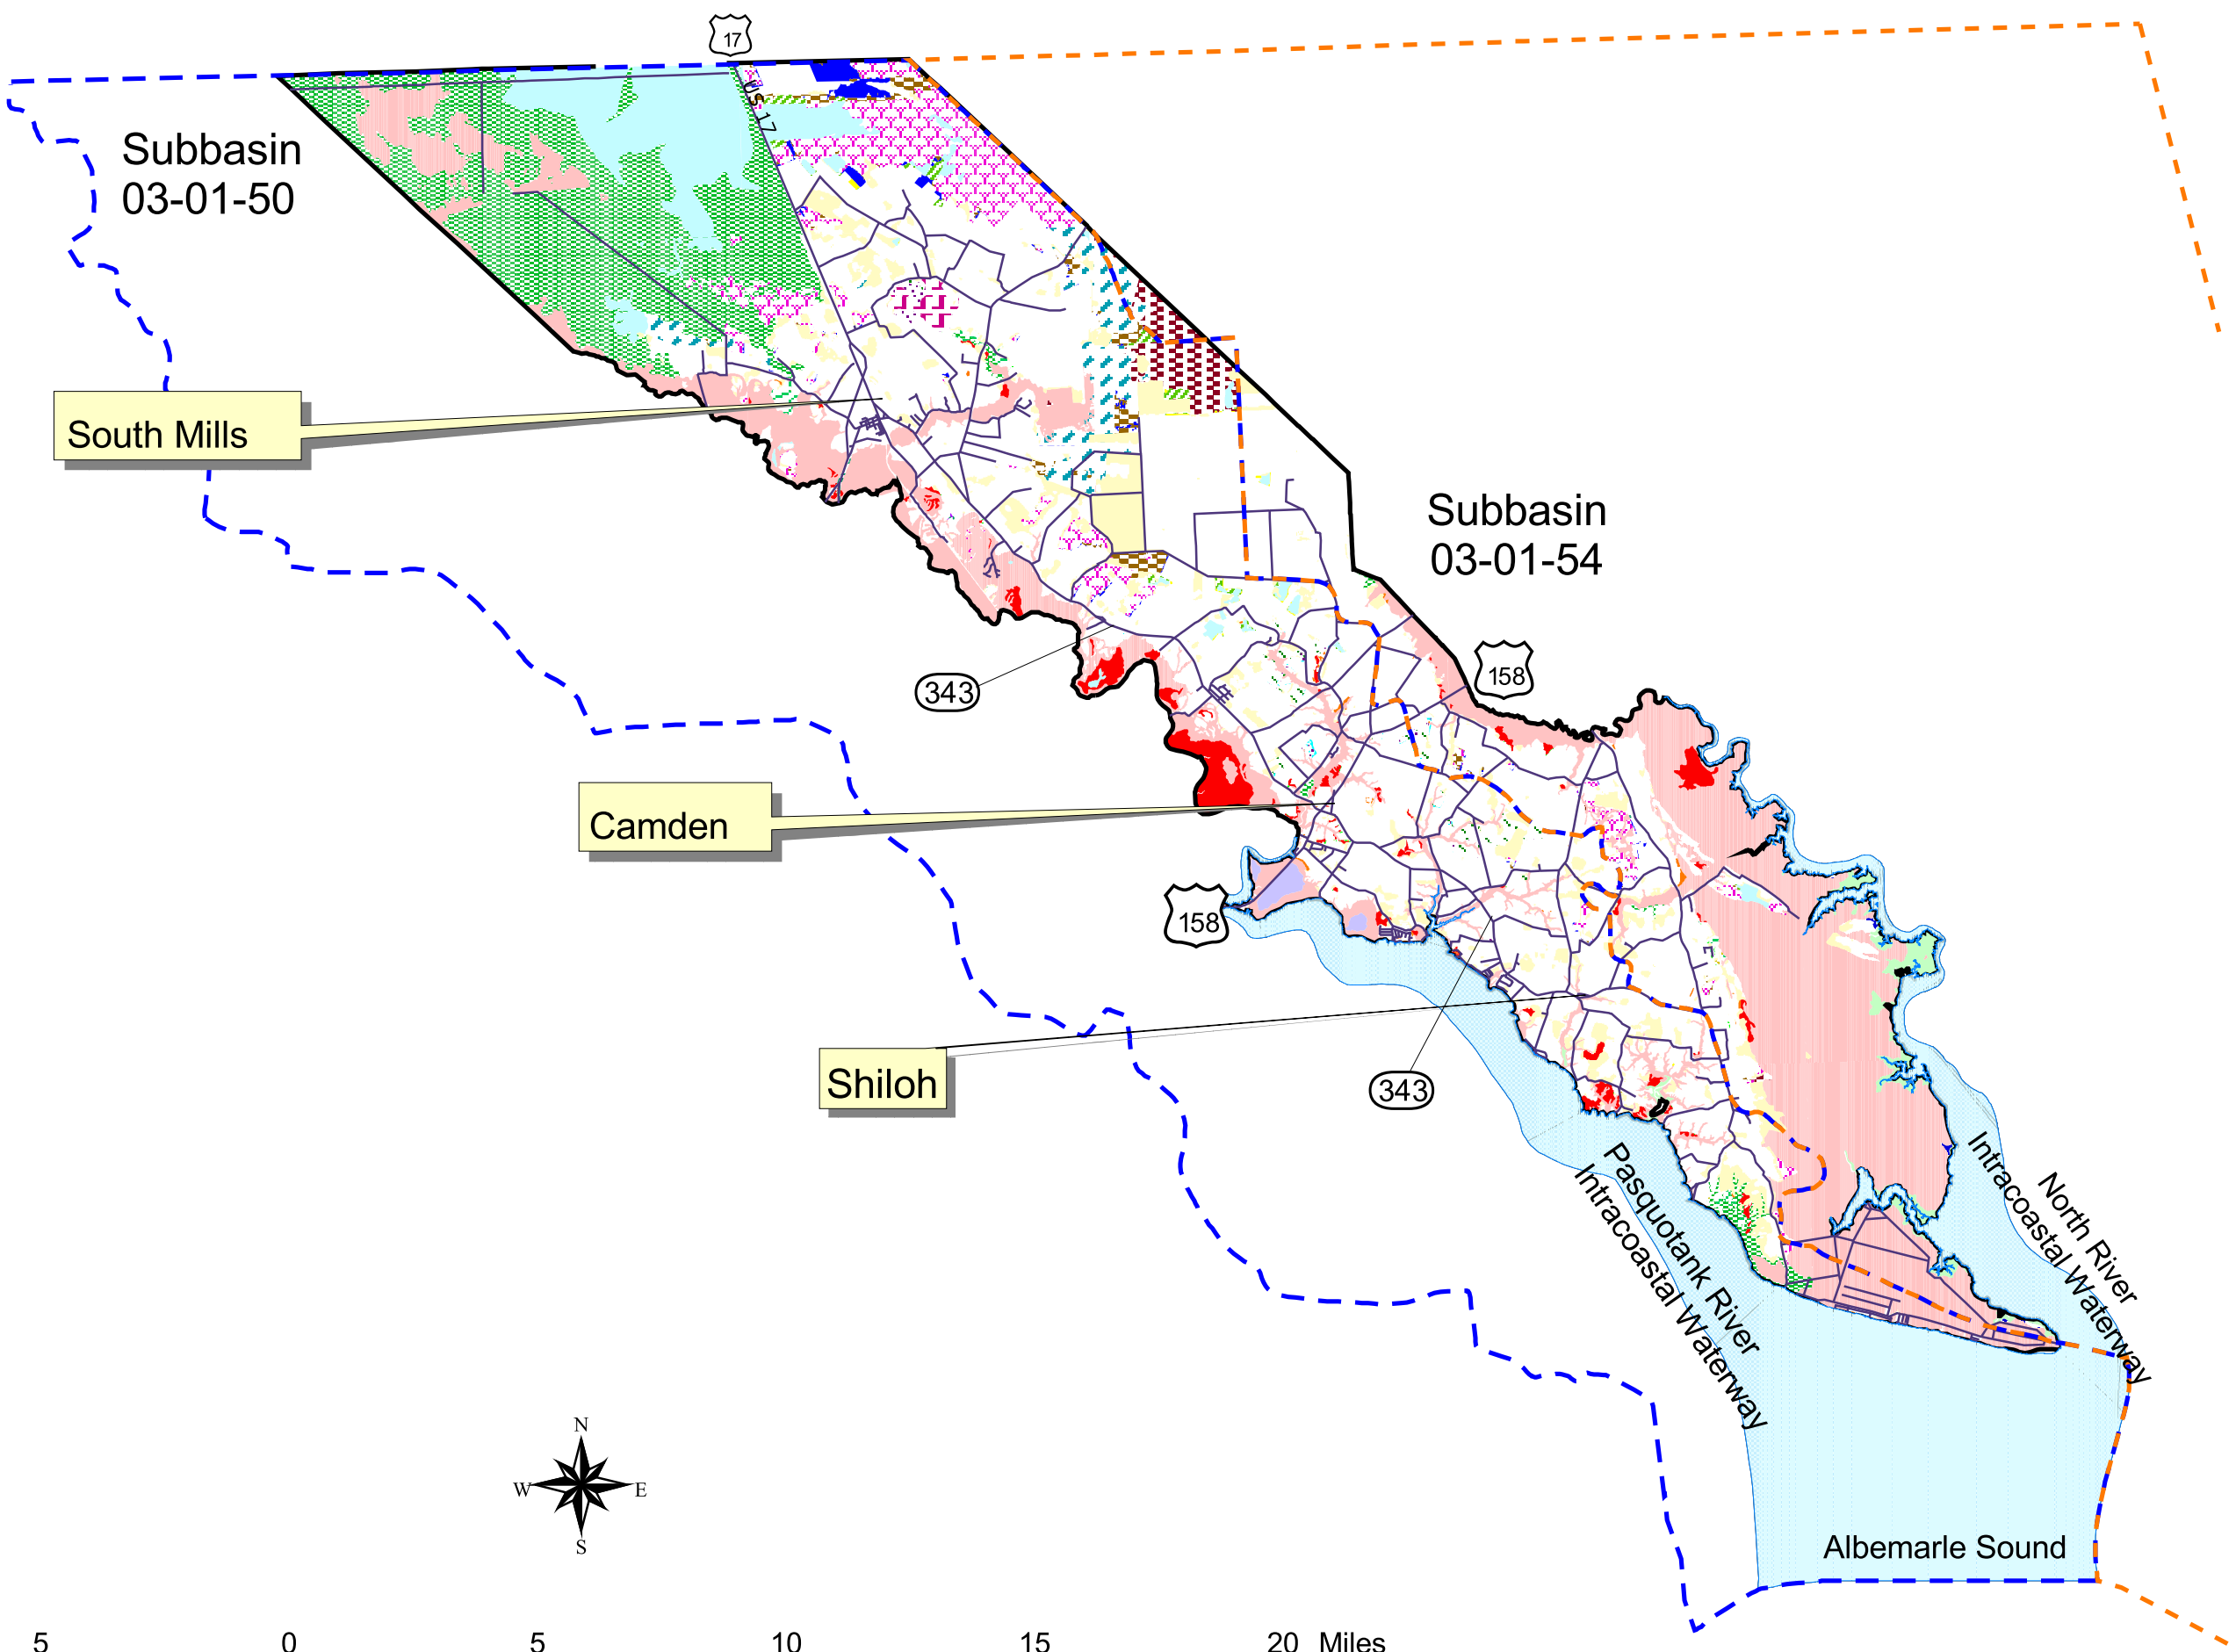 17
US 17
Subbasin
03-01-50
South Mills
Subbasin
03-01-54
158
343
Camden
158
Shiloh
343
Pasquotank River
Intracoastal Waterway
North River
Intracoastal Waterway
N
W
E
S
Albemarle Sound
5 0 5 10 15 20 Miles